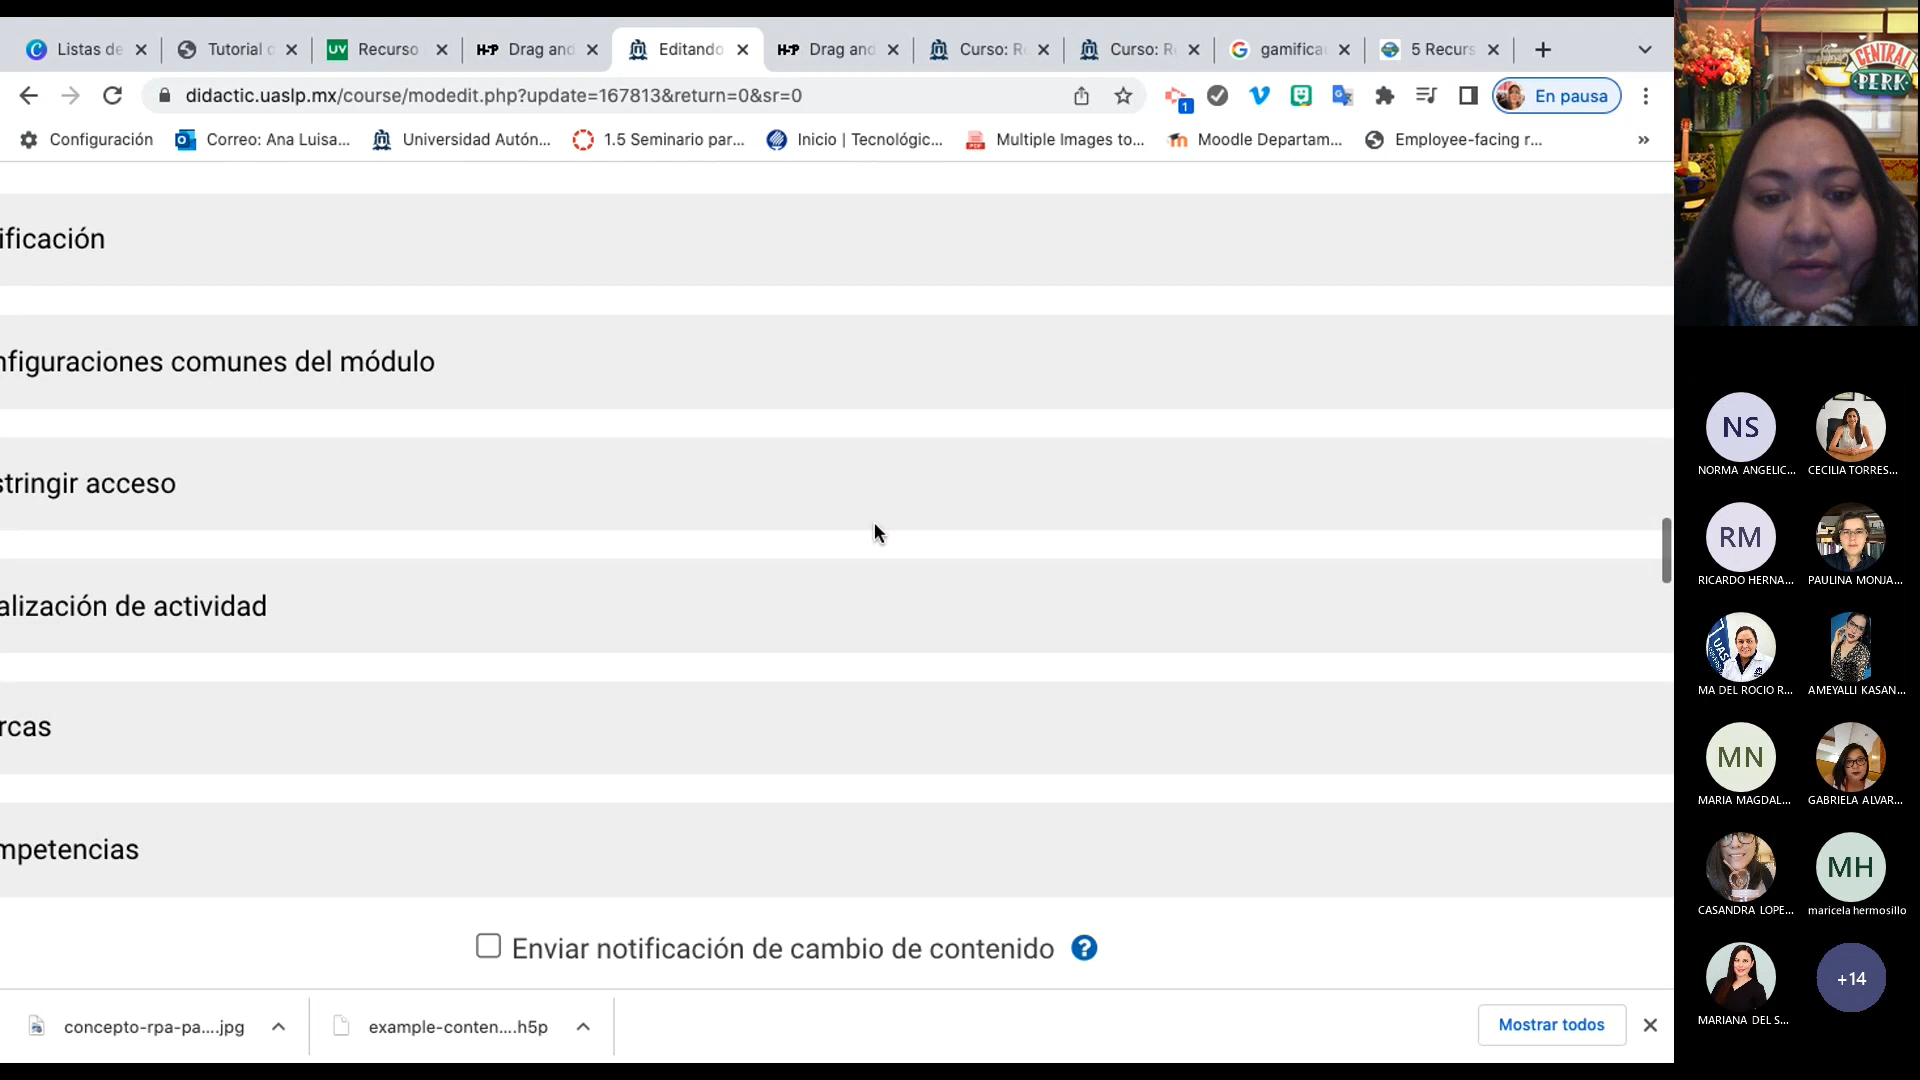 Listas de
Tutorial d
UV Recurso
H-P Drag and
Editando
H-P Drag and
Curso: R
Curso: R
gamifica
5 Recurs
didactic.uaslp.mx/course/modedit.php?update=167813&return=0&sr=0
1
En pausa
Configuración
Correo: Ana Luisa...
Universidad Autón...
1.5 Seminario par...
Inicio | Tecnológic...
Multiple Images to...
Moodle Departam...
Employee-facing r...
»
CENTRAL
PERK
ificación
nfiguraciones comunes del módulo
stringir acceso
alización de actividad
rcas
mpetencias
Enviar notificación de cambio de contenido ?
concepto-rpa-pa....jpg
example-conten....h5p
Mostrar todos
NS
NORMA ANGELIC...
CECILIA TORRES...
RM
RICARDO HERNA...
PAULINA MONJA...
MA DEL ROCIO R...
AMEYALLI KASAN...
MN
MARIA MAGDAL...
GABRIELA ALVAR...
CASANDRA LOPE...
MH
maricela hermosillo
MARIANA DEL S...
+14